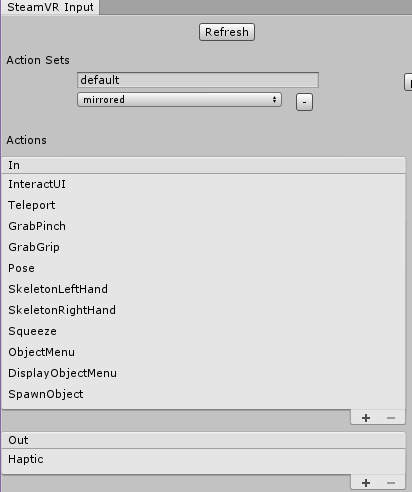 SteamVR Input
Refresh
Action Sets
default
mirrored
-
Actions
In
InteractUI
Teleport
GrabPinch
GrabGrip
Pose
SkeletonLeftHand
SkeletonRightHand
Squeeze
ObjectMenu
DisplayObjectMenu
SpawnObject
+ −
Out
Haptic
+ −